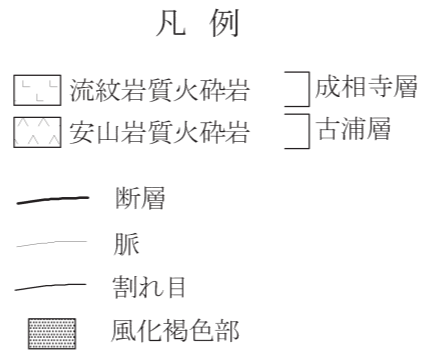 凡 例
流紋岩質火砕岩 成相寺層
安山岩質火砕岩 古浦層
断層
脈
割れ目
風化褐色部